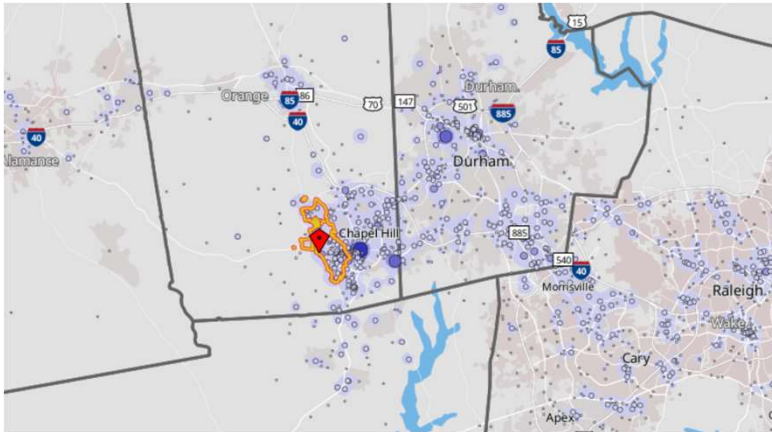 15
85
Durham
Orange
85
86
70
147
501
885
40
40
Alamance
Durham
Chapel Hill
885
540
40
Morrisville
Raleigh
Wake
Cary
Apex